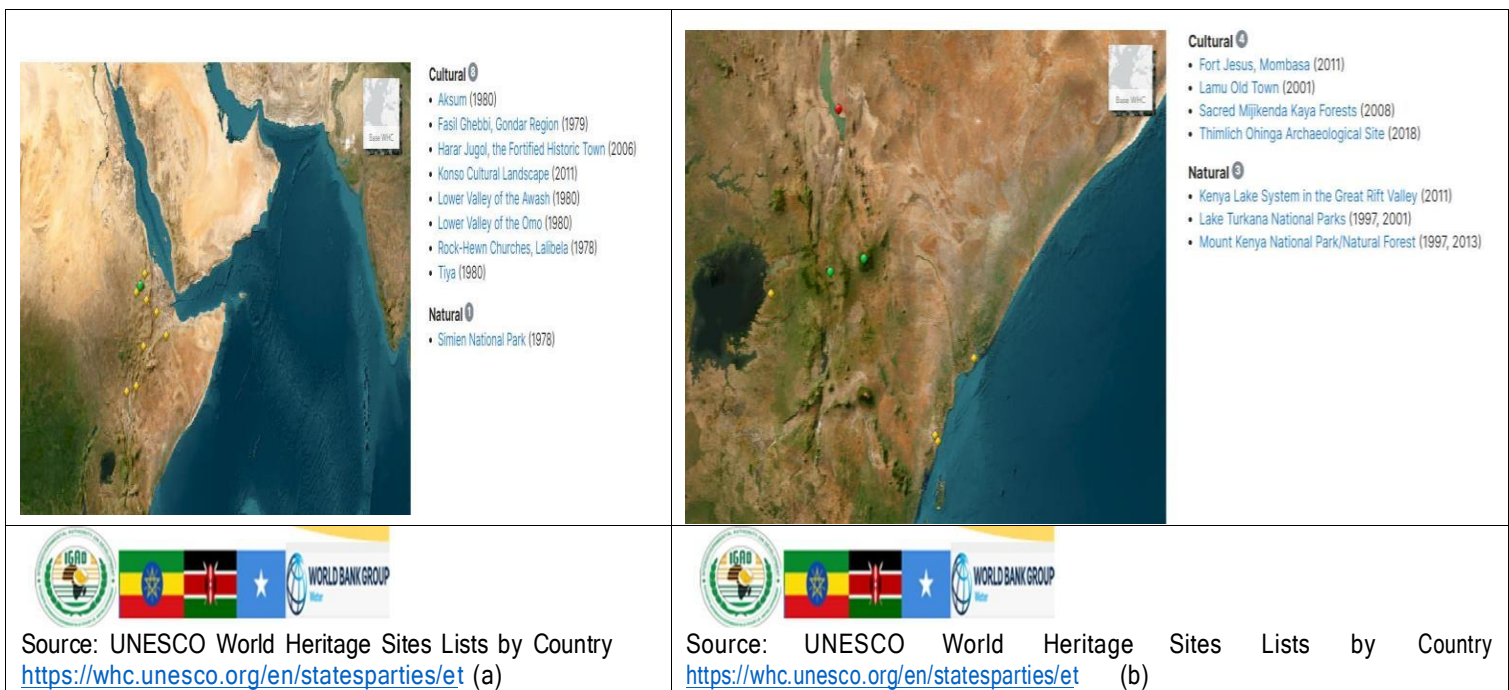 Base WHC
Cultural 8
• Aksum (1980)
• Fasil Ghebbi, Gondar Region (1979)
• Harar Jugol, the Fortified Historic Town (2006)
• Konso Cultural Landscape (2011)
• Lower Valley of the Awash (1980)
• Lower Valley of the Omo (1980)
• Rock-Hewn Churches, Lalibela (1978)
• Tiya (1980)
Natural 1
• Simien National Park (1978)
Base WHC
Cultural 4
• Fort Jesus, Mombasa (2011)
• Lamu Old Town (2001)
• Sacred Mijikenda Kaya Forests (2008)
• Thimlich Ohinga Archaeological Site (2018)
Natural 3
• Kenya Lake System in the Great Rift Valley (2011)
• Lake Turkana National Parks (1997, 2001)
• Mount Kenya National Park/Natural Forest (1997, 2013)
IGAD
WORLD BANK GROUP
Water
Source: UNESCO World Heritage Sites Lists by Country
https://whc.unesco.org/en/statesparties/et (a)
IGAD
WORLD BANK GROUP
Water
Source: UNESCO World Heritage Sites Lists by Country
https://whc.unesco.org/en/statesparties/et (b)